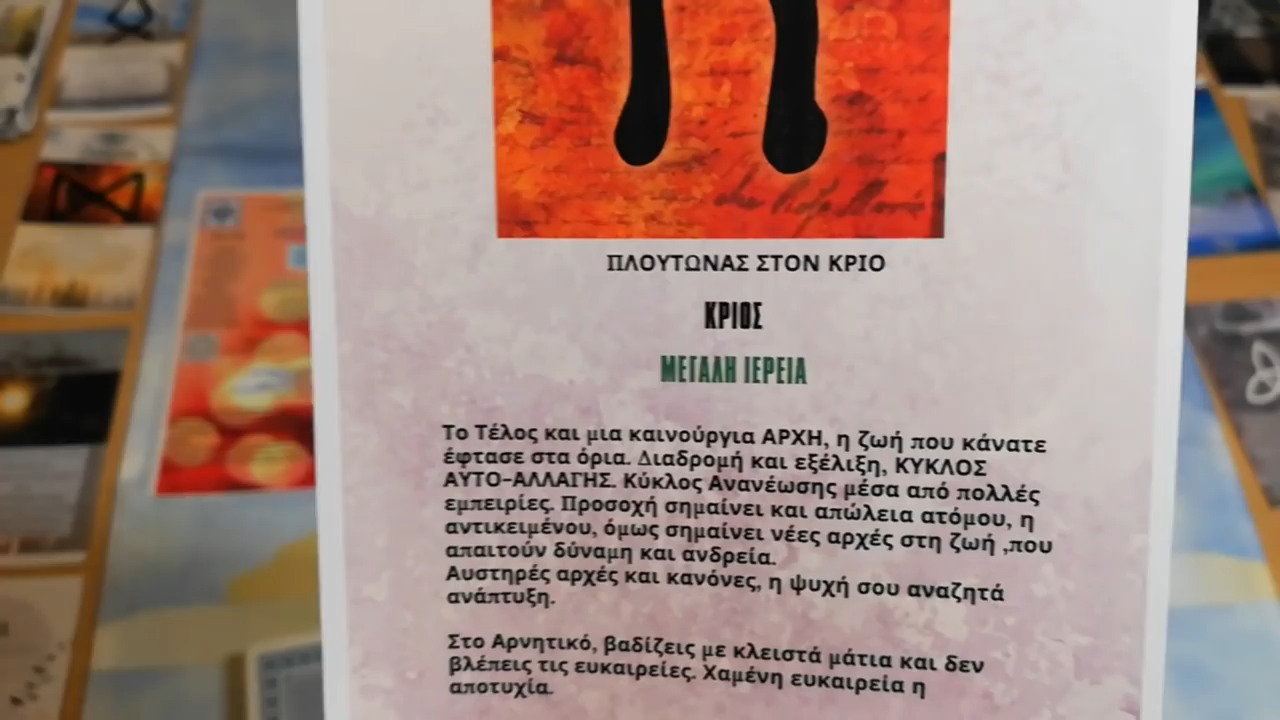 ΠΛΟΥΤΩΝΑΣ ΣΤΟΝ ΚΡΙΟ
ΚΡΙΟΣ
ΜΕΓΑΛΗ ΙΕΡΕΙΑ
Το Τέλος και μια καινούργια ΑΡΧΗ, η ζωή που κάνατε
έφτασε στα όρια. Διαδρομή και εξέλιξη, ΚΥΚΛΟΣ
ΑΥΤΟ-ΑΛΛΑΓΗΣ. Κύκλος Ανανέωσης μέσα από πολλές
εμπειρίες. Προσοχή σημαίνει και απώλεια ατόμου, η
αντικειμένου, όμως σημαίνει νέες αρχές στη ζωή ,που
απαιτούν δύναμη και ανδρεία.
Αυστηρές αρχές και κανόνες, η ψυχή σου αναζητά
ανάπτυξη.
Στο Αρνητικό, βαδίζεις με κλειστά μάτια και δεν
βλέπεις τις ευκαιρείες. Χαμένη ευκαιρεία η
αποτυχία.